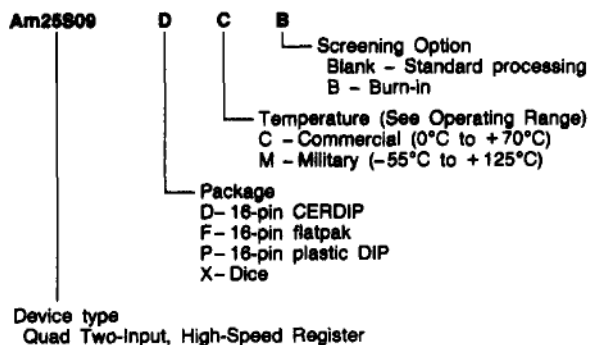 Am25S09 D C B
Screening Option
Blank – Standard processing
B – Burn-in
Temperature (See Operating Range)
C – Commercial (0°C to +70°C)
M – Military (–55°C to +125°C)
Package
D– 16-pin CERDIP
F– 16-pin flatpak
P– 16-pin plastic DIP
X– Dice
Device type
Quad Two-Input, High-Speed Register